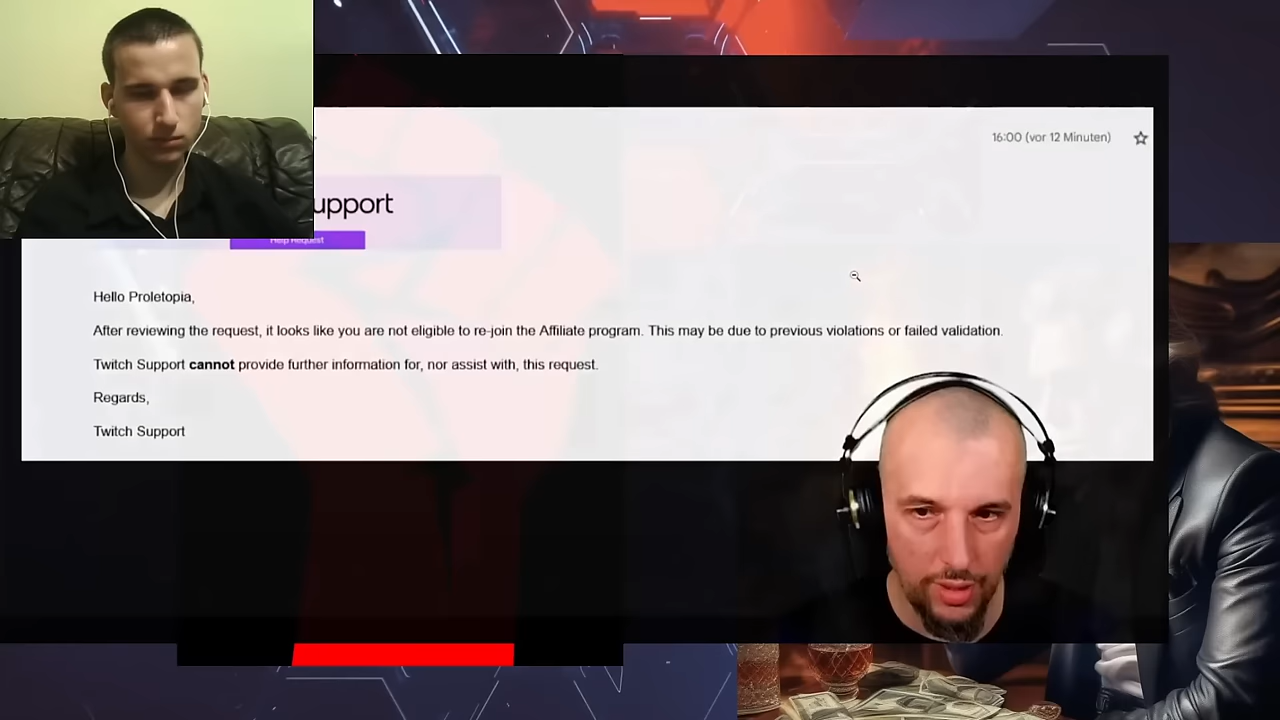 16:00 (vor 12 Minuten)
upport
Help Request
Hello Proletopia,
After reviewing the request, it looks like you are not eligible to re-join the Affiliate program. This may be due to previous violations or failed validation.
Twitch Support cannot provide further information for, nor assist with, this request.
Regards,
Twitch Support